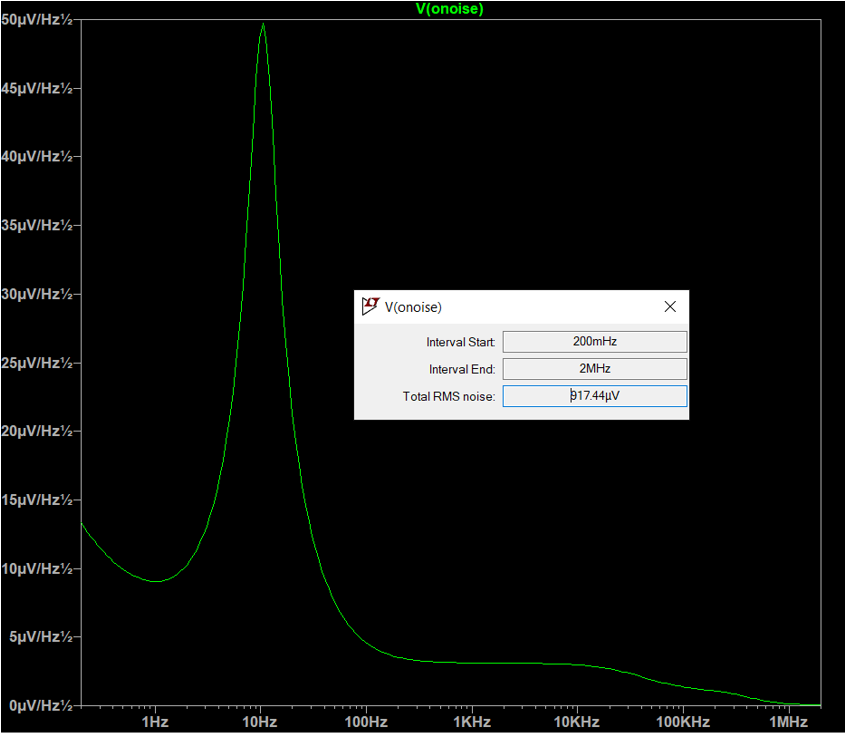 V(onoise)
50µV/Hz½
45µV/Hz½
40µV/Hz½
35µV/Hz½
30µV/Hz½
25µV/Hz½
20µV/Hz½
15µV/Hz½
10µV/Hz½
5µV/Hz½
0µV/Hz½
V(onoise)
Interval Start: 200mHz
Interval End: 2MHz
Total RMS noise: 917.44µV
1Hz 10Hz 100Hz 1KHz 10KHz 100KHz 1MHz